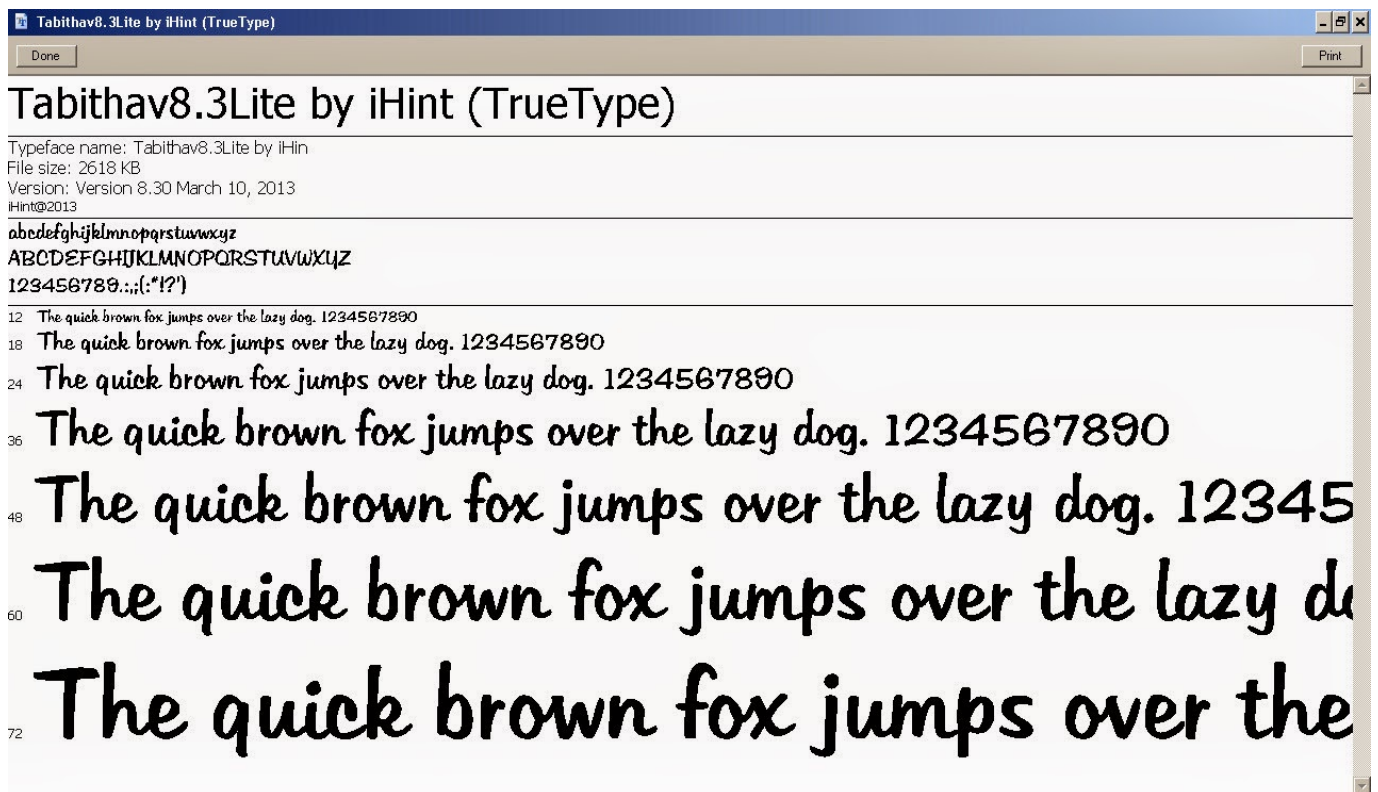 Tabithav8.3Lite by iHint (TrueType)
Done
Print
Tabithav8.3Lite by iHint (TrueType)
Typeface name: Tabithav8.3Lite by iHin
File size: 2618 KB
Version: Version 8.30 March 10, 2013
iHint@2013
abcdefghijklmnopqrstuvwxyz
ABCDEFGHIJKLMNOPQRSTUVWXYZ
123456789.:,;(:*!?')
12 The quick brown fox jumps over the lazy dog. 1234567890
18 The quick brown fox jumps over the lazy dog. 1234567890
24 The quick brown fox jumps over the lazy dog. 1234567890
36 The quick brown fox jumps over the lazy dog. 1234567890
48 The quick brown fox jumps over the lazy dog. 12345
60 The quick brown fox jumps over the lazy do
72 The quick brown fox jumps over the